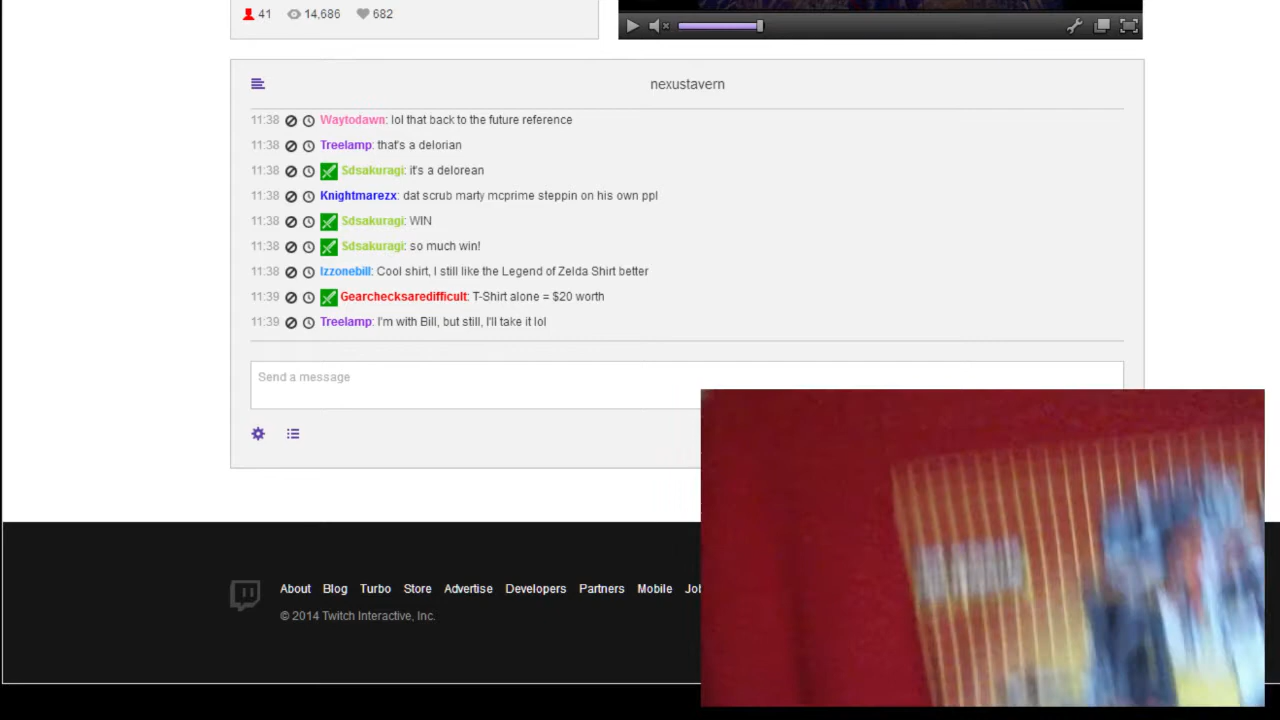 41 14,686 682
nexustavern
11:38 Waytodawn: lol that back to the future reference
11:38 Treelamp: that's a delorian
11:38 Sdsakuragi: it's a delorean
11:38 Knightmarezx: dat scrub marty mcprime steppin on his own ppl
11:38 Sdsakuragi: WIN
11:38 Sdsakuragi: so much win!
11:38 Izzonebill: Cool shirt, I still like the Legend of Zelda Shirt better
11:39 Gearchecksaredifficult: T-Shirt alone = $20 worth
11:39 Treelamp: I'm with Bill, but still, I'll take it lol
Send a message
About Blog Turbo Store Advertise Developers Partners Mobile Jo
© 2014 Twitch Interactive, Inc.